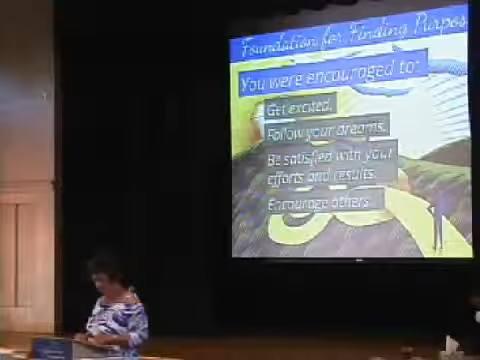 Foundation for Finding Purpos
You were encouraged to:
Get excited.
Follow your dreams.
Be satisfied with your
efforts and results.
Encourage others.